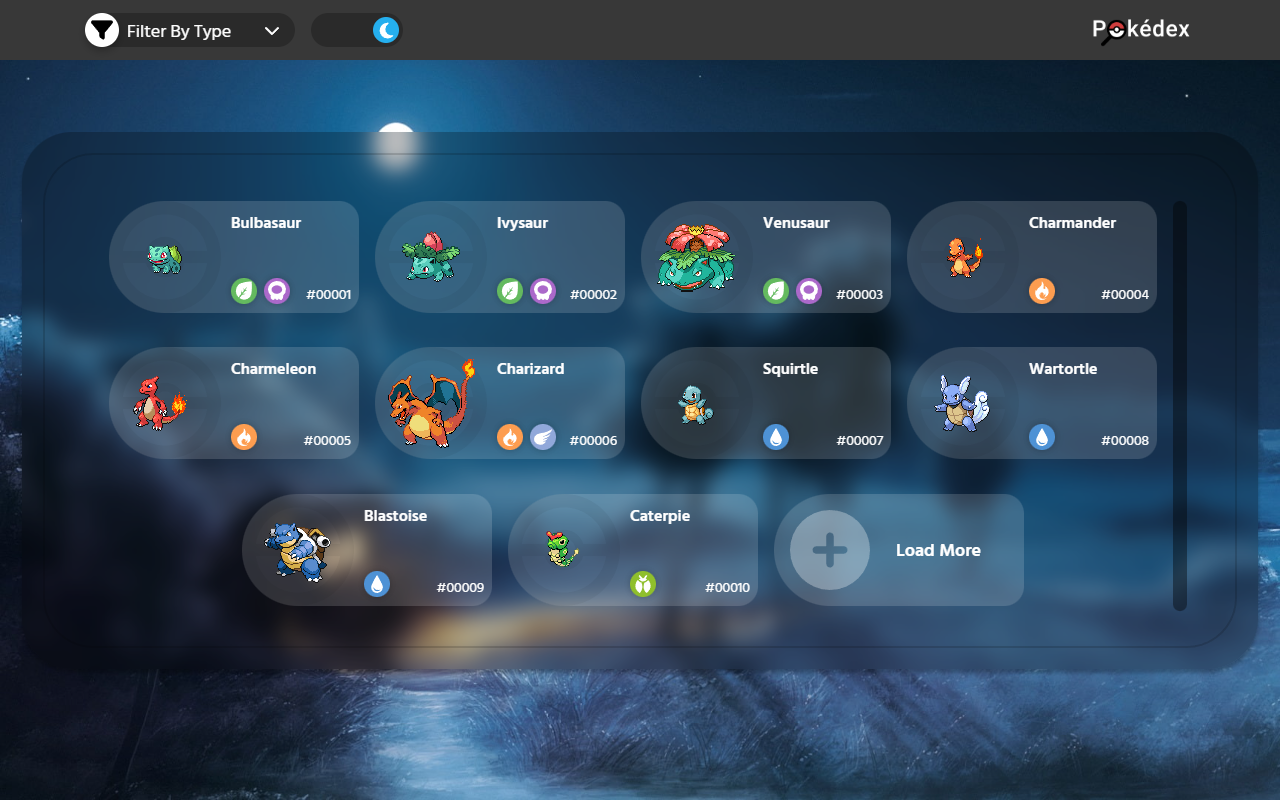 Filter By Type
Pokédex
Bulbasaur
#00001
Ivysaur
#00002
Venusaur
#00003
Charmander
#00004
Charmeleon
#00005
Charizard
#00006
Squirtle
#00007
Wartortle
#00008
Blastoise
#00009
Caterpie
#00010
Load More